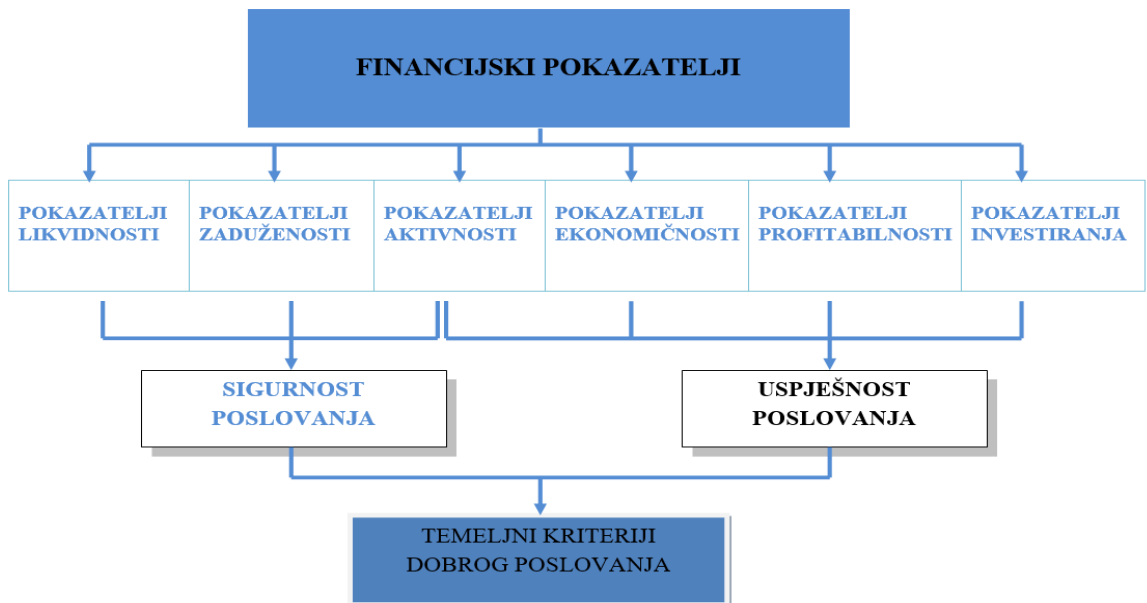 FINANCIJSKI POKAZATELJI
POKAZATELJI
LIKVIDNOSTI
POKAZATELJI
ZADUŽENOSTI
POKAZATELJI
AKTIVNOSTI
POKAZATELJI
EKONOMIČNOSTI
POKAZATELJI
PROFITABILNOSTI
POKAZATELJI
INVESTIRANJA
SIGURNOST
POSLOVANJA
USPJEŠNOST
POSLOVANJA
TEMELJNI KRITERIJI
DOBROG POSLOVANJA